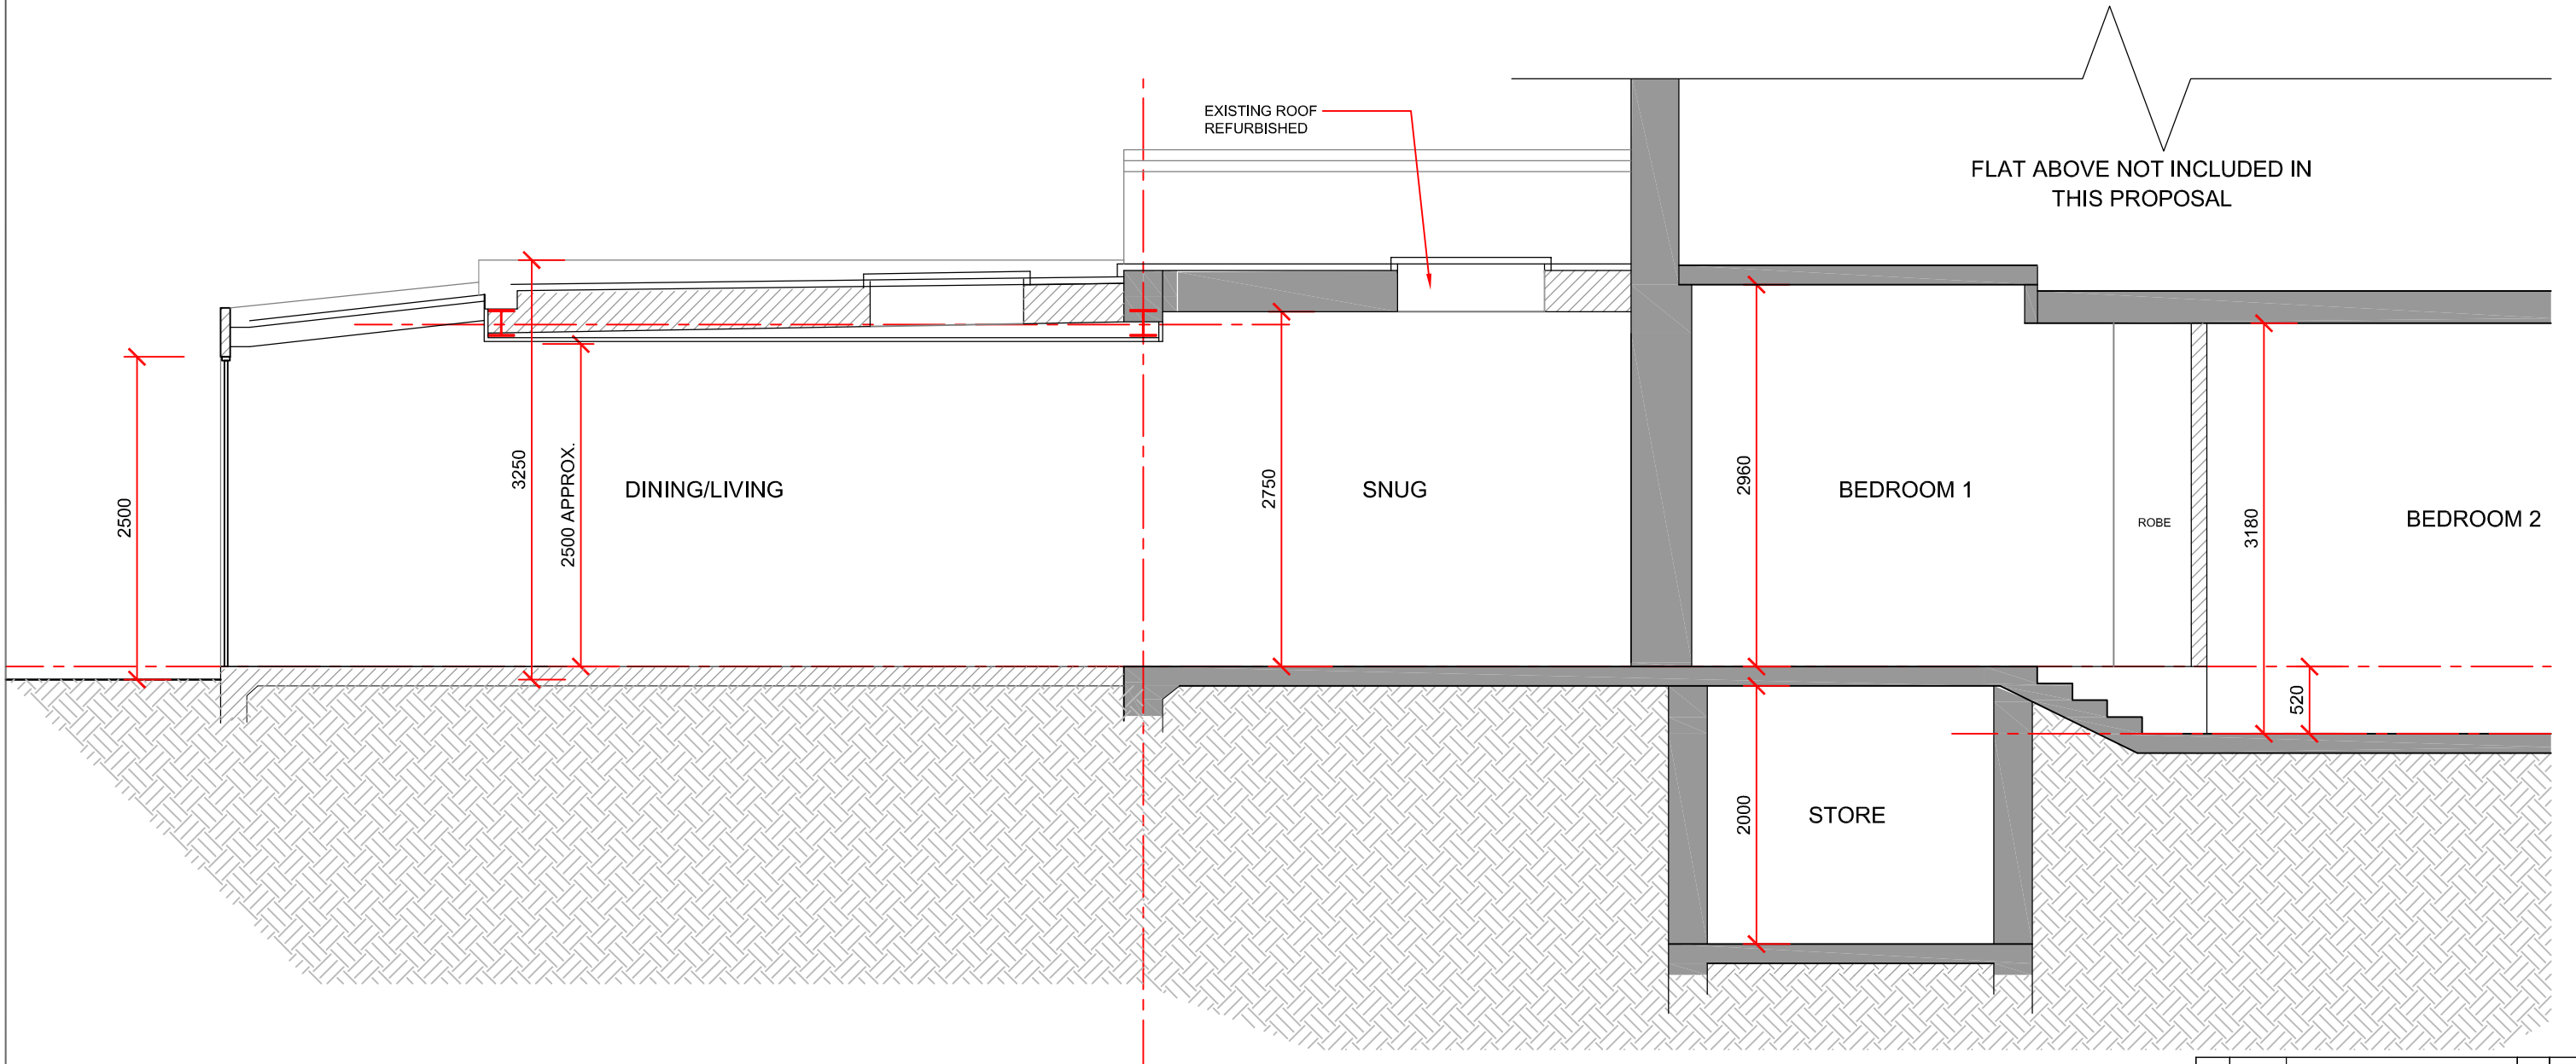 EXISTING ROOF
REFURBISHED
FLAT ABOVE NOT INCLUDED IN
THIS PROPOSAL
2500
3250
2500 APPROX.
DINING/LIVING
2750
SNUG
2960
BEDROOM 1
ROBE
3180
BEDROOM 2
520
2000
STORE